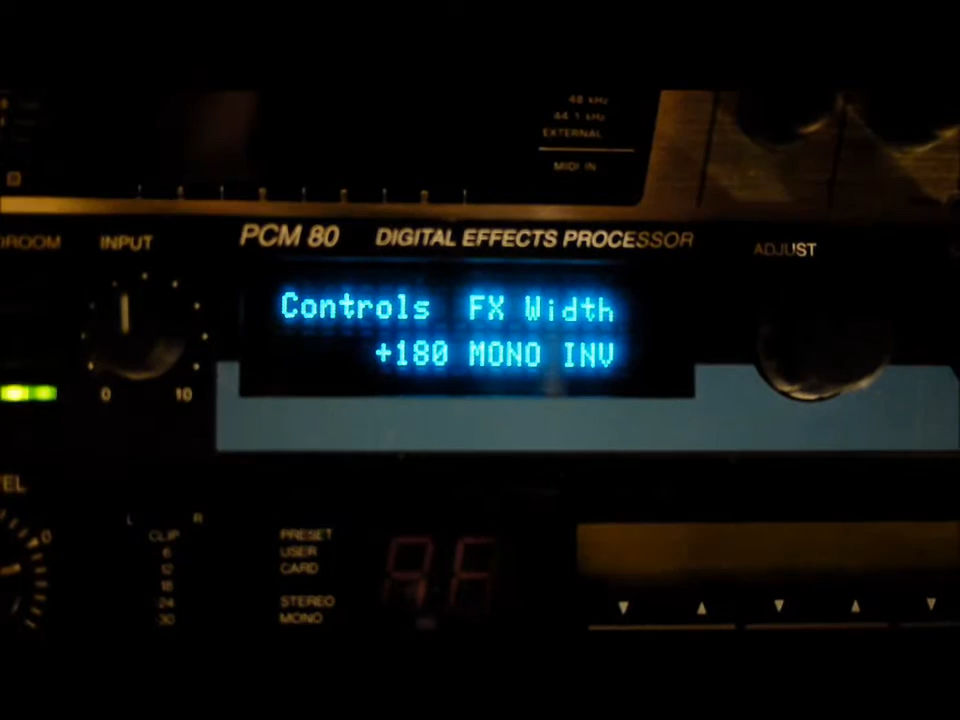 48 kHz
44.1 kHz
EXTERNAL
MIDI IN
INPUT
PCM 80 DIGITAL EFFECTS PROCESSOR
ADJUST
Controls FX Width
+180 MONO INV
0 10
L R
CLIP
6
12
18
24
30
0
PRESET
USER
CARD
STEREO
MONO